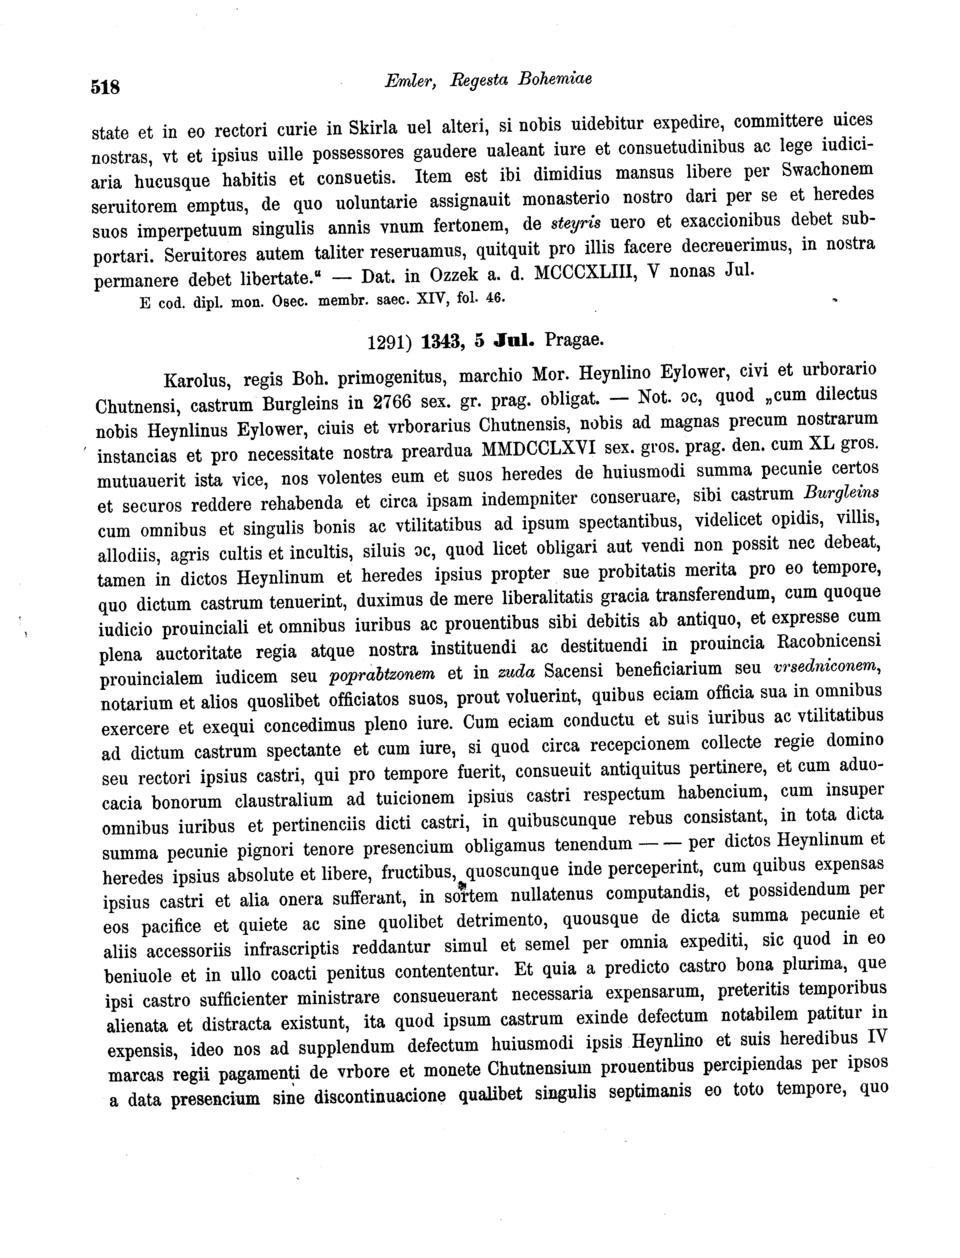 518
Emler, Regesta Bohemiae
state et in eo rectori curie in Skirla uel alteri, si nobis uidebitur expedire, committere uices
nostras, vt et ipsius uille possessores gaudere ualeant iure et consuetudinibus ac lege iudici-
aria hucusque habitis et consuetis. Item est ibi dimidius mansus libere per Swachonem
seruitorem emptus, de quo uoluntarie assignauit monasterio nostro dari per se et heredes
suos imperpetuum singulis annis vnum fertonem, de steyris uero et exaccionibus debet sub-
portari. Seruitores autem taliter reseruamus, quitquit pro illis facere decreuerimus, in nostra
permanere debet libertate.“ — Dat. in Ozzek a. d. MCCCXLIII, V nonas Jul.
E cod. dipl. mon. Osec. membr. saec. XIV, fol. 46.
1291) 1343, 5 Jul. Pragae.
Karolus, regis Boh. primogenitus, marchio Mor. Heynlino Eylower, civi et urborario
Chutnensi, castrum Burgleins in 2766 sex. gr. prag. obligat. — Not. ɔc, quod „cum dilectus
nobis Heynlinus Eylower, ciuis et vrborarius Chutnensis, nobis ad magnas precum nostrarum
instancias et pro necessitate nostra preardua MMDCCLXVI sex. gros. prag. den. cum XL gros.
mutuauerit ista vice, nos volentes eum et suos heredes de huiusmodi summa pecunie certos
et securos reddere rehabenda et circa ipsam indempniter conseruare, sibi castrum Burgleins
cum omnibus et singulis bonis ac vtilitatibus ad ipsum spectantibus, videlicet opidis, villis,
allodiis, agris cultis et incultis, siluis ɔc, quod licet obligari aut vendi non possit nec debeat,
tamen in dictos Heynlinum et heredes ipsius propter sue probitatis merita pro eo tempore,
quo dictum castrum tenuerint, duximus de mere liberalitatis gracia transferendum, cum quoque
iudicio prouinciali et omnibus iuribus ac prouentibus sibi debitis ab antiquo, et expresse cum
plena auctoritate regia atque nostra instituendi ac destituendi in prouincia Racobnicensi
prouincialem iudicem seu poprabtzonem et in zuda Sacensi beneficiarium seu vrsedniconem,
notarium et alios quoslibet officiatos suos, prout voluerint, quibus eciam officia sua in omnibus
exercere et exequi concedimus pleno iure. Cum eciam conductu et suis iuribus ac vtilitatibus
ad dictum castrum spectante et cum iure, si quod circa recepcionem collecte regie domino
seu rectori ipsius castri, qui pro tempore fuerit, consueuit antiquitus pertinere, et cum aduo-
cacia bonorum claustralium ad tuicionem ipsius castri respectum habencium, cum insuper
omnibus iuribus et pertinenciis dicti castri, in quibuscunque rebus consistant, in tota dicta
summa pecunie pignori tenore presencium obligamus tenendum — — per dictos Heynlinum et
heredes ipsius absolute et libere, fructibus, quoscunque inde perceperint, cum quibus expensas
ipsius castri et alia onera sufferant, in sortem nullatenus computandis, et possidendum per
eos pacifice et quiete ac sine quolibet detrimento, quousque de dicta summa pecunie et
aliis accessoriis infrascriptis reddantur simul et semel per omnia expediti, sic quod in eo
beniuole et in ullo coacti penitus contententur. Et quia a predicto castro bona plurima, que
ipsi castro sufficienter ministrare consueuerant necessaria expensarum, preteritis temporibus
alienata et distracta existunt, ita quod ipsum castrum exinde defectum notabilem patitur in
expensis, ideo nos ad supplendum defectum huiusmodi ipsis Heynlino et suis heredibus IV
marcas regii pagamenti de vrbore et monete Chutnensium prouentibus percipiendas per ipsos
a data presencium sine discontinuacione qualibet singulis septimanis eo toto tempore, quo